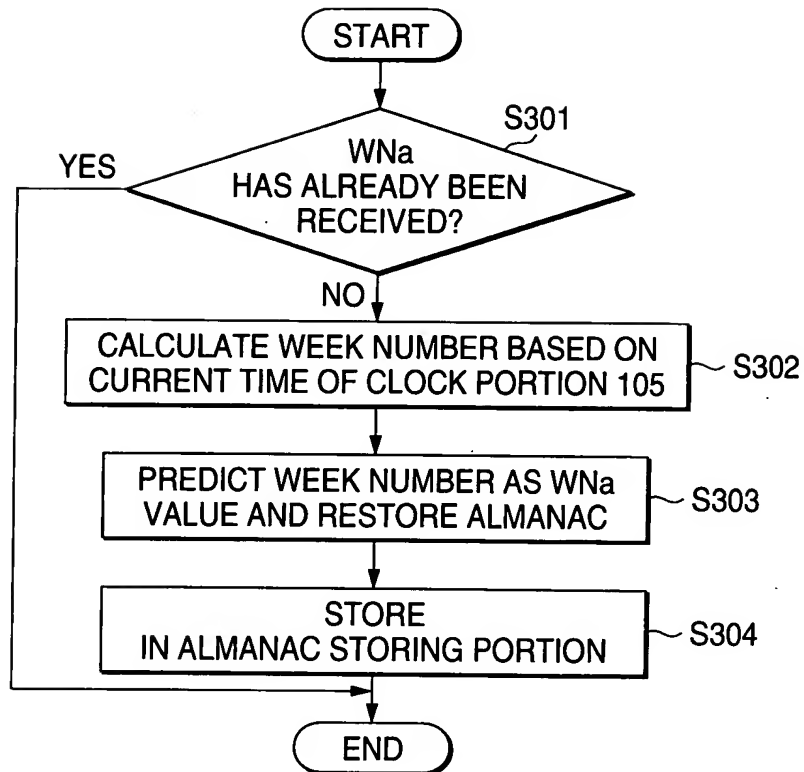 START
S301
WNa
HAS ALREADY BEEN
RECEIVED?
YES
NO
CALCULATE WEEK NUMBER BASED ON
CURRENT TIME OF CLOCK PORTION 105
S302
PREDICT WEEK NUMBER AS WNa
VALUE AND RESTORE ALMANAC
S303
STORE
IN ALMANAC STORING PORTION
S304
END